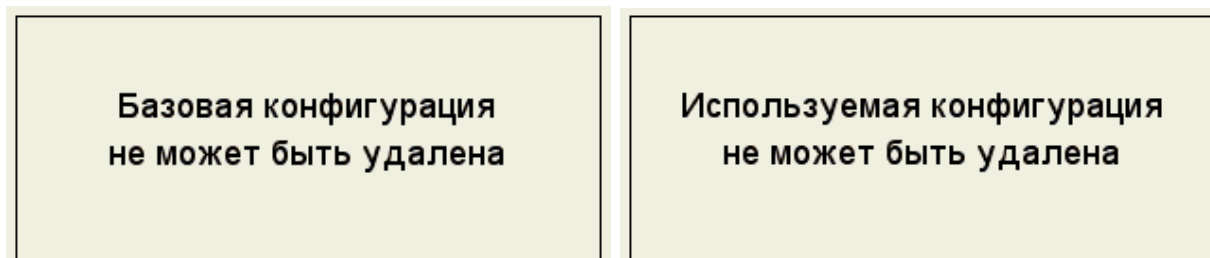 Базовая конфигурация
не может быть удалена
Используемая конфигурация
не может быть удалена